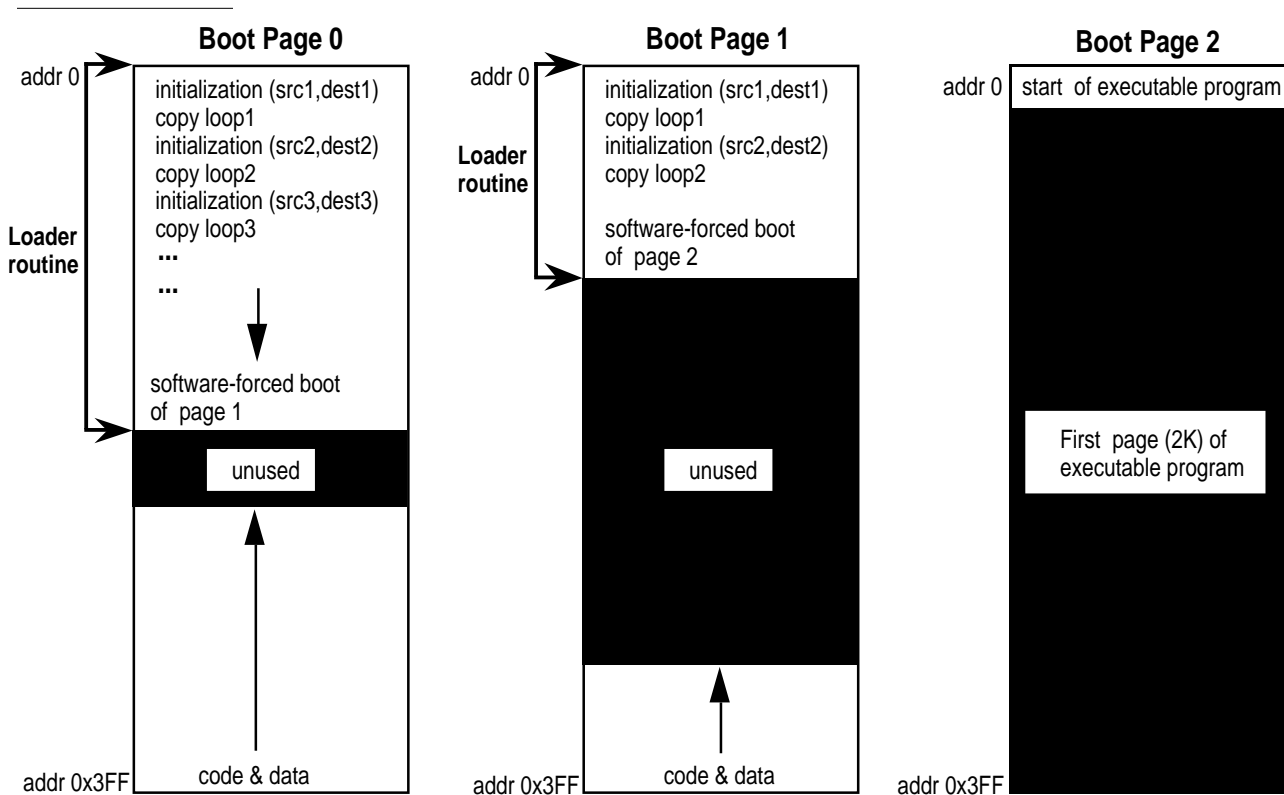 Boot Page 0
addr 0
initialization (src1,dest1)
copy loop1
initialization (src2,dest2)
copy loop2
initialization (src3,dest3)
copy loop3
...
...
Loader
routine
software-forced boot
of page 1
unused
code & data
addr 0x3FF
Boot Page 1
addr 0
initialization (src1,dest1)
copy loop1
initialization (src2,dest2)
copy loop2
Loader
routine
software-forced boot
of page 2
unused
code & data
addr 0x3FF
Boot Page 2
addr 0
start of executable program
First page (2K) of
executable program
addr 0x3FF